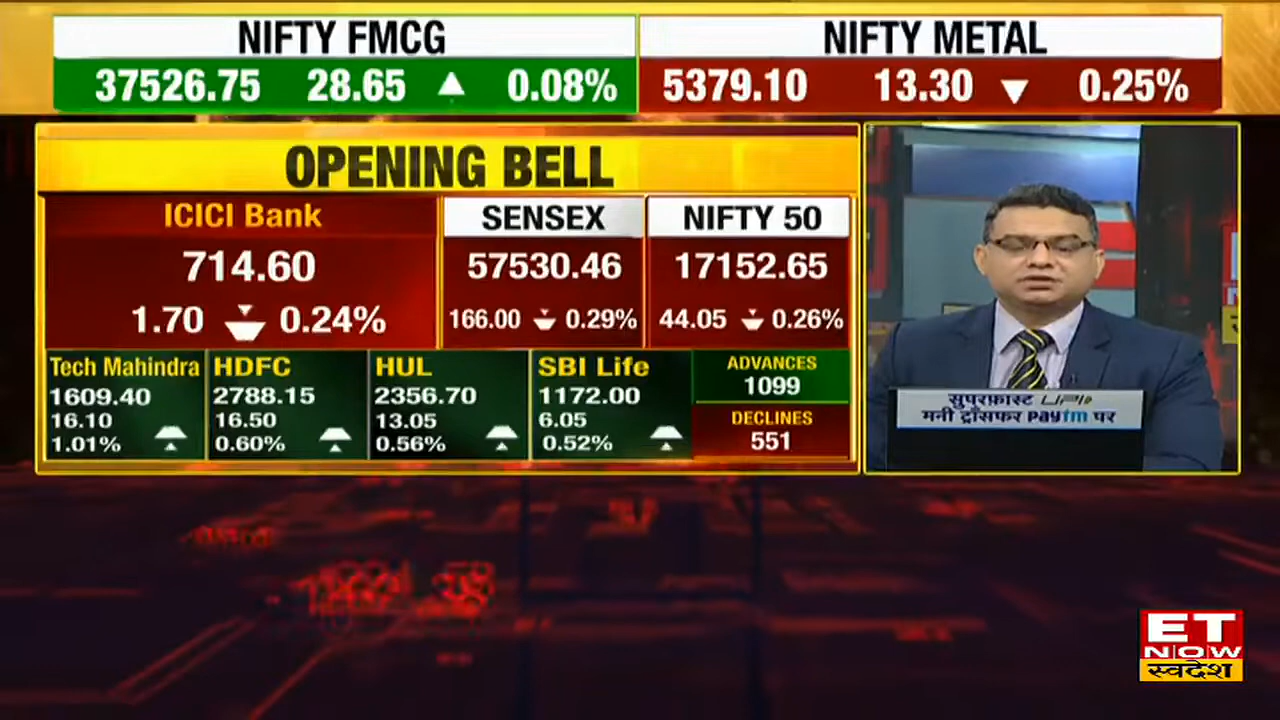 NIFTY FMCG
37526.75 28.65 ▲ 0.08%
NIFTY METAL
5379.10 13.30 ▼ 0.25%
OPENING BELL
ICICI Bank
714.60
1.70 0.24%
SENSEX
57530.46
166.00 0.29%
NIFTY 50
17152.65
44.05 0.26%
Tech Mahindra
1609.40
16.10
1.01%
HDFC
2788.15
16.50
0.60%
HUL
2356.70
13.05
0.56%
SBI Life
1172.00
6.05
0.52%
ADVANCES
1099
DECLINES
551
सुपरफ़ास्ट UPI
मनी ट्राँसफर paytm पर
ET
NOW
स्वदेश